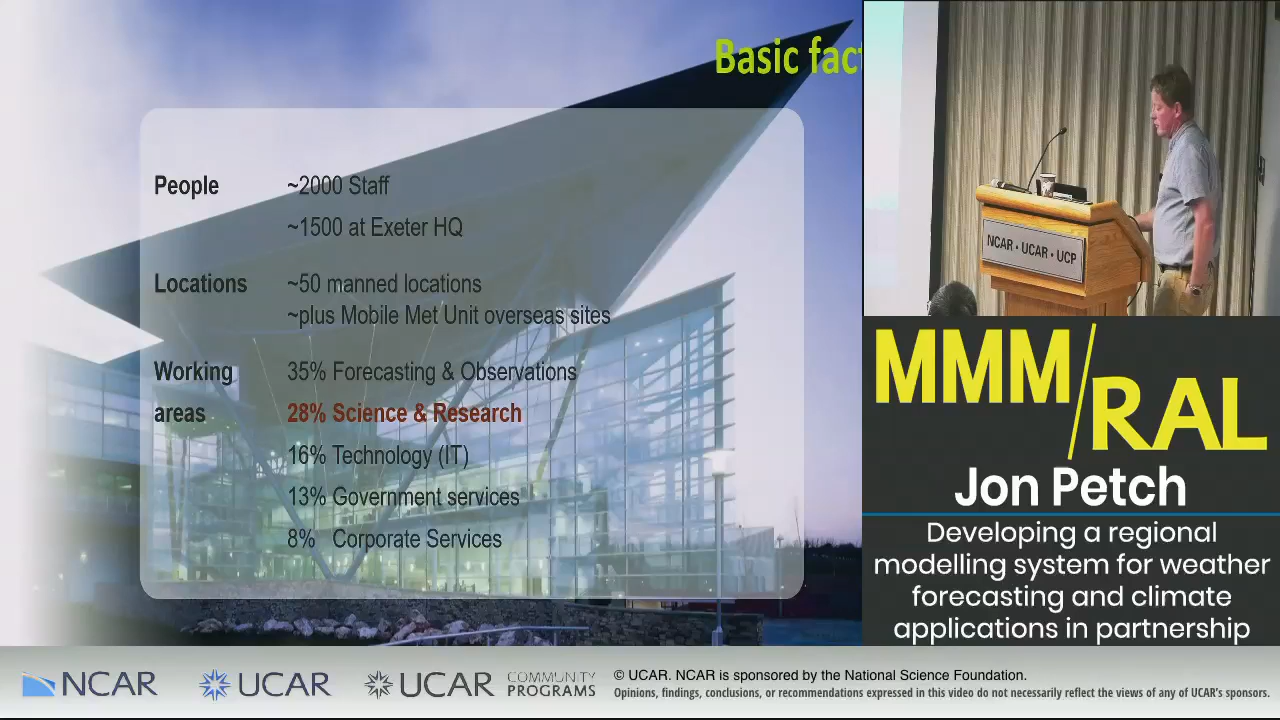 Basic fac
People ~2000 Staff
~1500 at Exeter HQ
Locations ~50 manned locations
~plus Mobile Met Unit overseas sites
Working 35% Forecasting & Observations
areas 28% Science & Research
16% Technology (IT)
13% Government services
8% Corporate Services
NCAR • UCAR • UCP
MMM/RAL
Jon Petch
Developing a regional
modelling system for weather
forecasting and climate
applications in partnership
NCAR
UCAR
UCAR COMMUNITY PROGRAMS
© UCAR. NCAR is sponsored by the National Science Foundation.
Opinions, findings, conclusions, or recommendations expressed in this video do not necessarily reflect the views of any of UCAR's sponsors.